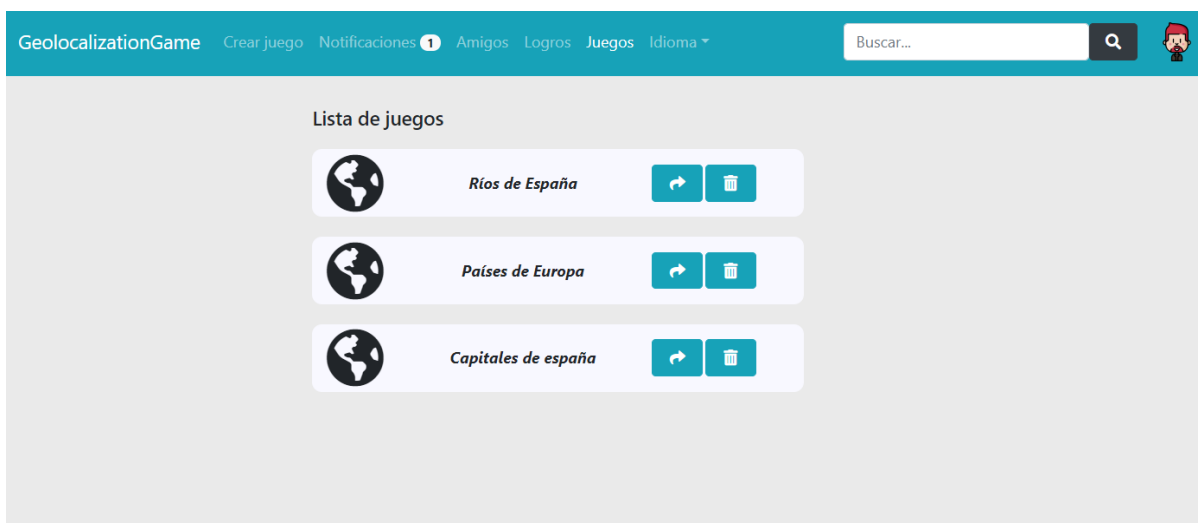 GeolocalizationGame Crear juego Notificaciones 1 Amigos Logros Juegos Idioma Buscar...
Lista de juegos
Ríos de España
Países de Europa
Capitales de españa